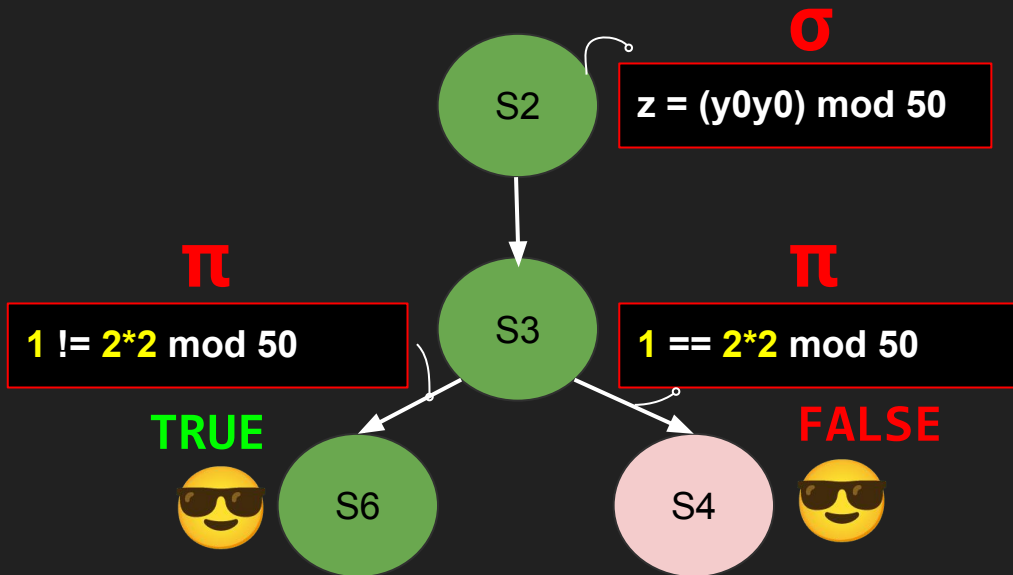 σ
S2
z = (y0y0) mod 50
π
π
1 != 2*2 mod 50
S3
1 == 2*2 mod 50
TRUE
FALSE
S6
S4